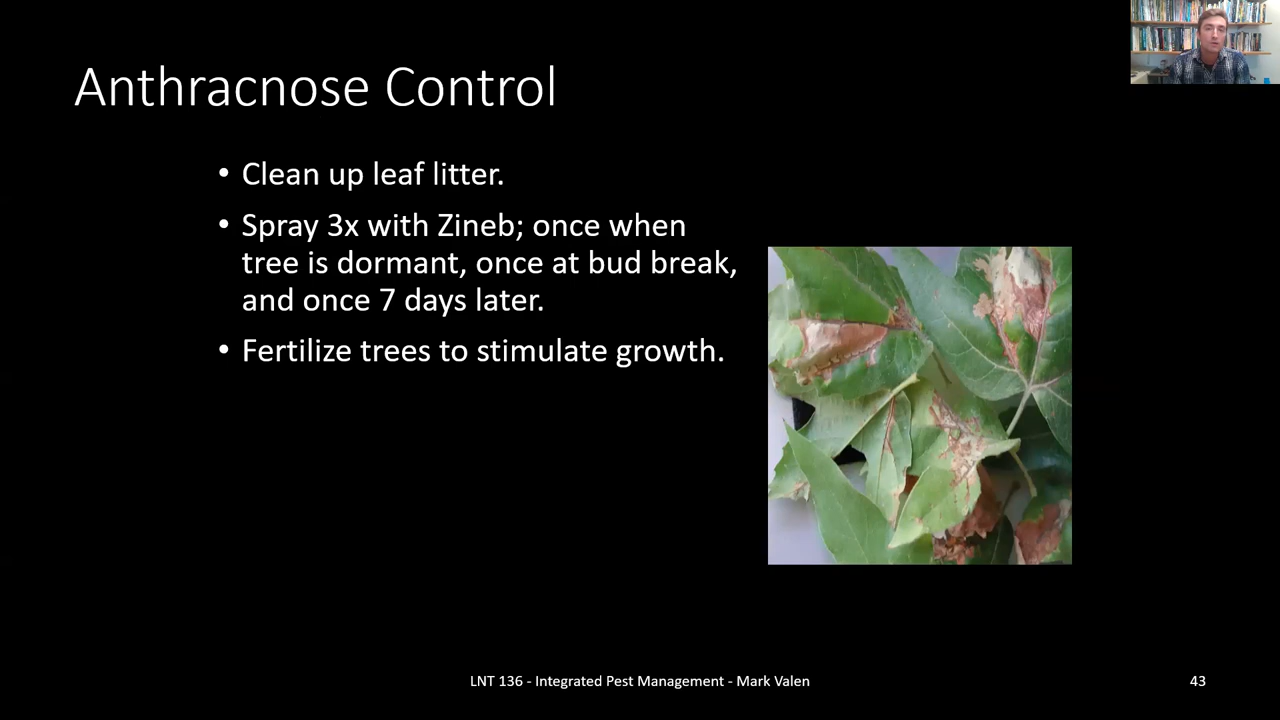 Anthracnose Control
• Clean up leaf litter.
• Spray 3x with Zineb; once when
tree is dormant, once at bud break,
and once 7 days later.
• Fertilize trees to stimulate growth.
LNT 136 - Integrated Pest Management - Mark Valen
43